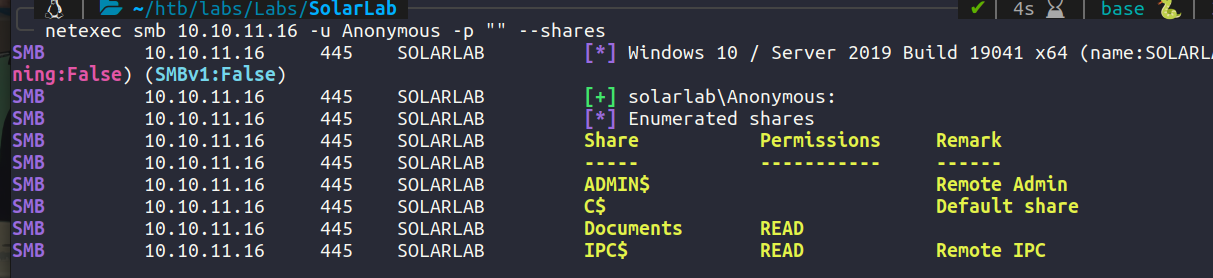 ~/htb/labs/Labs/SolarLab ✔ 4s base
netexec smb 10.10.11.16 -u Anonymous -p "" --shares
SMB 10.10.11.16 445 SOLARLAB [*] Windows 10 / Server 2019 Build 19041 x64 (name:SOLARLA
ning:False) (SMBv1:False)
SMB 10.10.11.16 445 SOLARLAB [+] solarlab\Anonymous:
SMB 10.10.11.16 445 SOLARLAB [*] Enumerated shares
SMB 10.10.11.16 445 SOLARLAB Share Permissions Remark
SMB 10.10.11.16 445 SOLARLAB ----- ----------- ------
SMB 10.10.11.16 445 SOLARLAB ADMIN$ Remote Admin
SMB 10.10.11.16 445 SOLARLAB C$ Default share
SMB 10.10.11.16 445 SOLARLAB Documents READ
SMB 10.10.11.16 445 SOLARLAB IPC$ READ Remote IPC